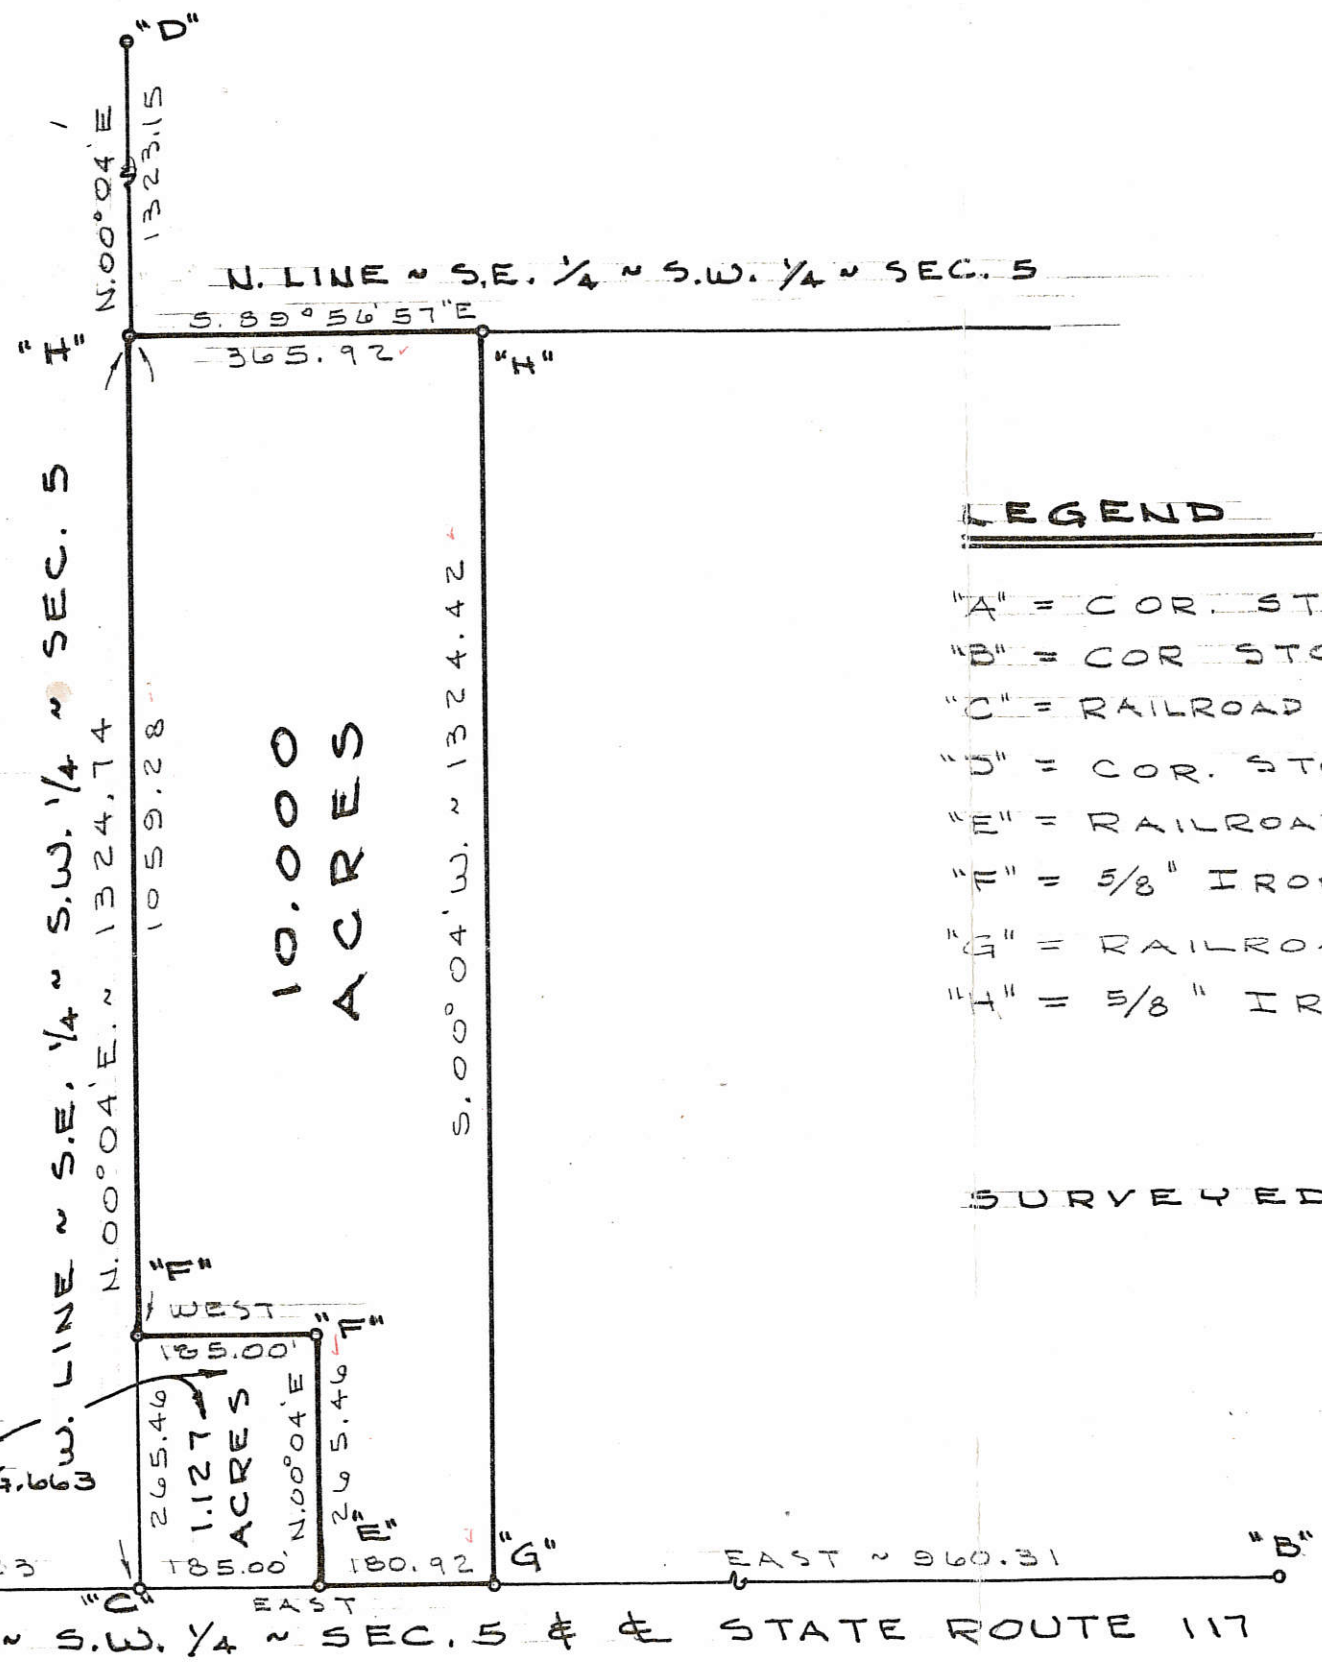 "D"
N.00°04'E
1323.15
N. LINE ~ S.E. 1/4 ~ S.W. 1/4 ~ SEC. 5
S. 89°56'57"E
365.92
"H"
"H"
W. LINE ~ S.E. 1/4 ~ S.W. 1/4 ~ SEC. 5
N.00°04'E. ~ 1324.74
1059.28
10.000
ACRES
S.00°04'W. ~ 1324.42
LEGEND
"A" = COR. ST
"B" = COR STO
"C" = RAILROAD
"D" = COR. STO
"E" = RAILROA
"F" = 5/8" IRO
"G" = RAILROA
"H" = 5/8" IR
SURVEYED
"F"
WEST
"F"
185.00'
265.46
1.127
ACRES
N.00°04'E
265.46
.663
"E"
3
185.00'
180.92
"G"
EAST ~ 960.31
"B"
"C"
EAST
~ S.W. 1/4 ~ SEC. 5 & ℄ STATE ROUTE 117